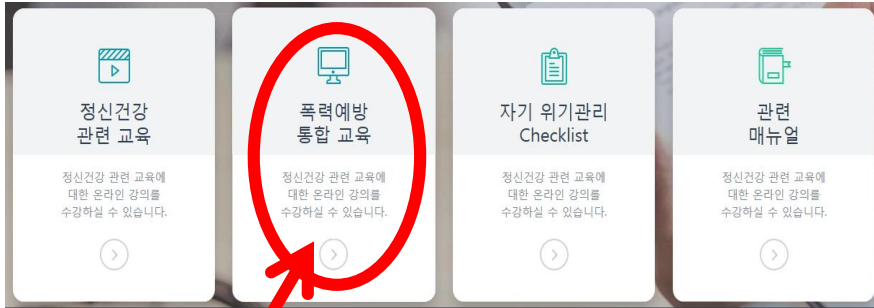 정신건강
관련 교육
정신건강 관련 교육에
대한 온라인 강의를
수강하실 수 있습니다.
폭력예방
통합 교육
정신건강 관련 교육에
대한 온라인 강의를
수강하실 수 있습니다.
자기 위기관리
Checklist
정신건강 관련 교육에
대한 온라인 강의를
수강하실 수 있습니다.
관련
매뉴얼
정신건강 관련 교육에
대한 온라인 강의를
수강하실 수 있습니다.